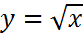 y = √x